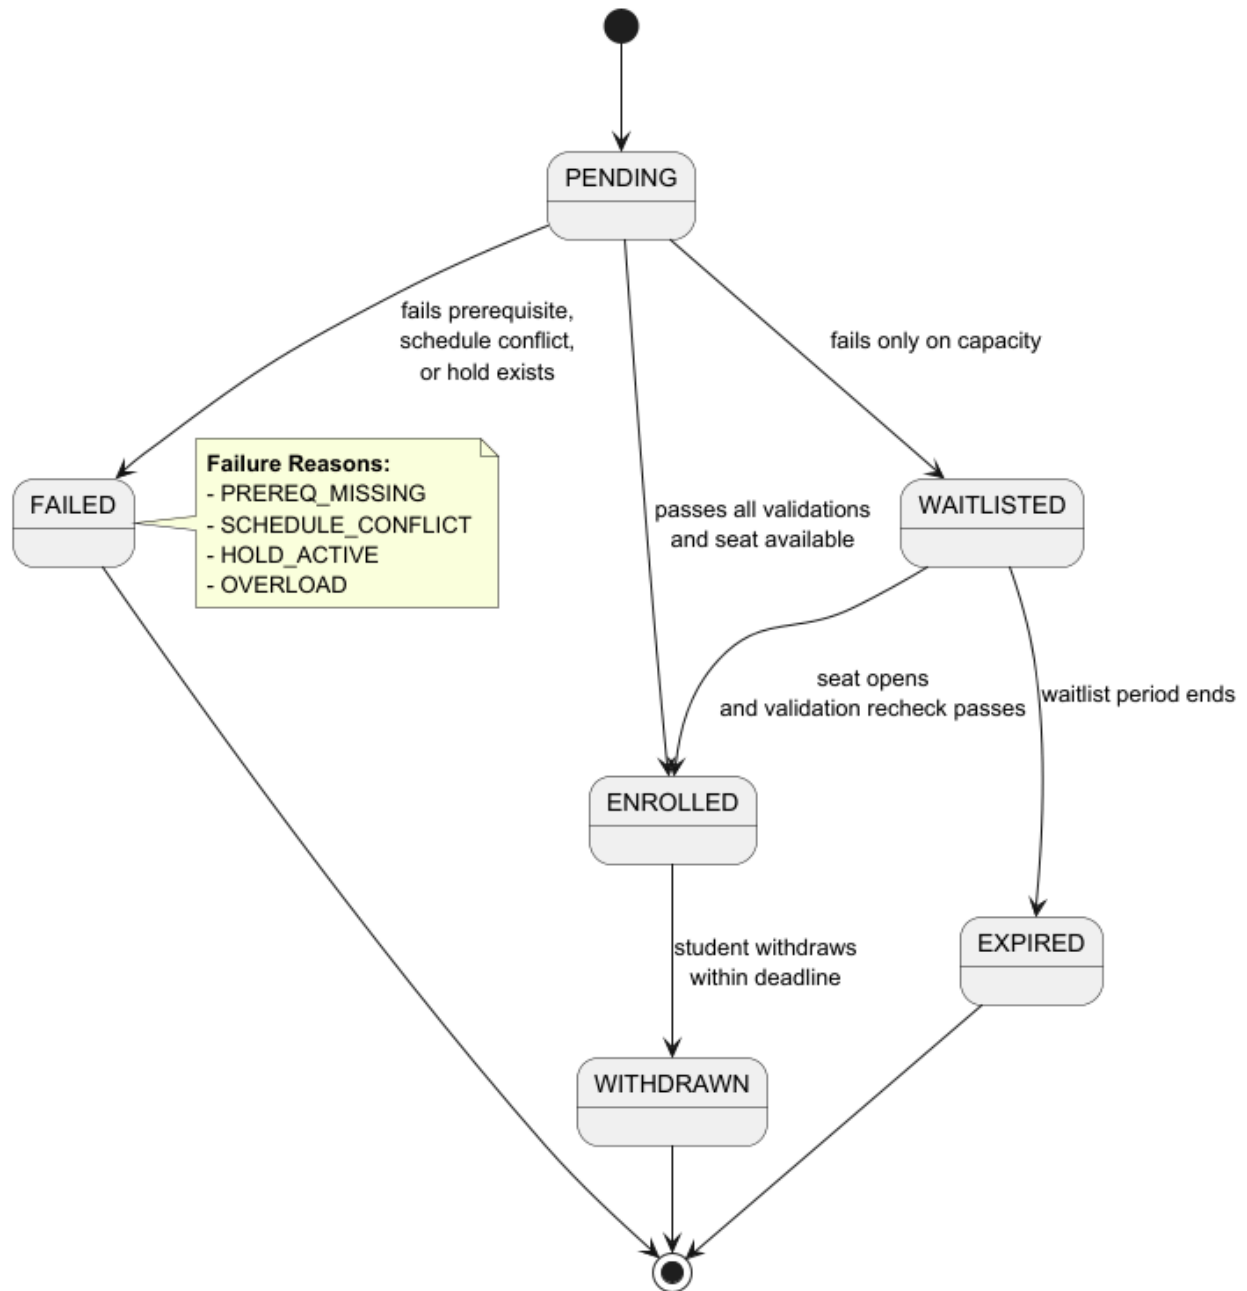 PENDING
fails prerequisite,
schedule conflict,
or hold exists
fails only on capacity
Failure Reasons:
- PREREQ_MISSING
- SCHEDULE_CONFLICT
- HOLD_ACTIVE
- OVERLOAD
FAILED
passes all validations
and seat available
WAITLISTED
seat opens
and validation recheck passes
waitlist period ends
ENROLLED
student withdraws
within deadline
EXPIRED
WITHDRAWN